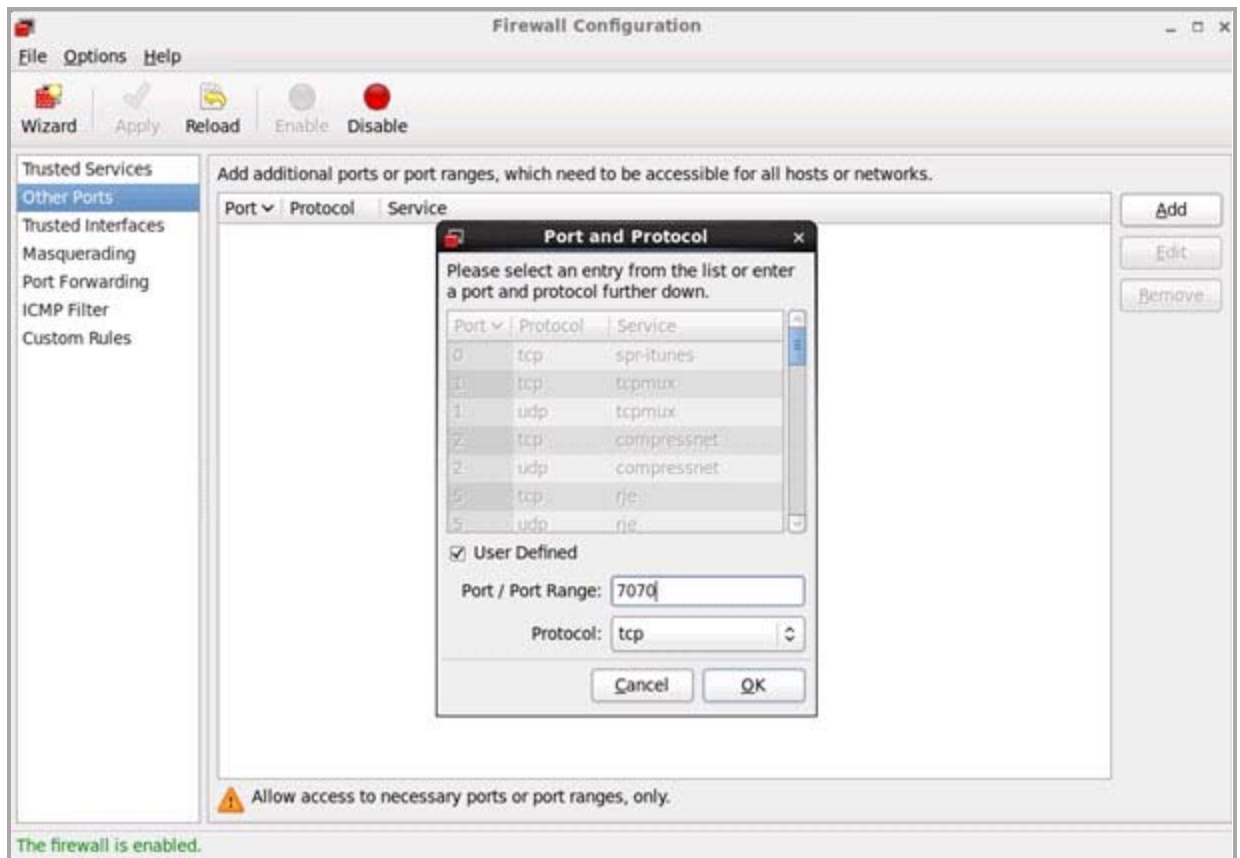 Firewall Configuration
File Options Help
Wizard Apply Reload Enable Disable
Trusted Services
Other Ports
Trusted Interfaces
Masquerading
Port Forwarding
ICMP Filter
Custom Rules
Add additional ports or port ranges, which need to be accessible for all hosts or networks.
Port Protocol Service
Add
Edit
Remove
Port and Protocol
Please select an entry from the list or enter
a port and protocol further down.
Port Protocol Service
0 tcp spr-itunes
1 tcp tcpmux
1 udp tcpmux
2 tcp compressnet
2 udp compressnet
5 tcp rje
5 udp rje
User Defined
Port / Port Range: 7070
Protocol: tcp
Cancel OK
Allow access to necessary ports or port ranges, only.
The firewall is enabled.